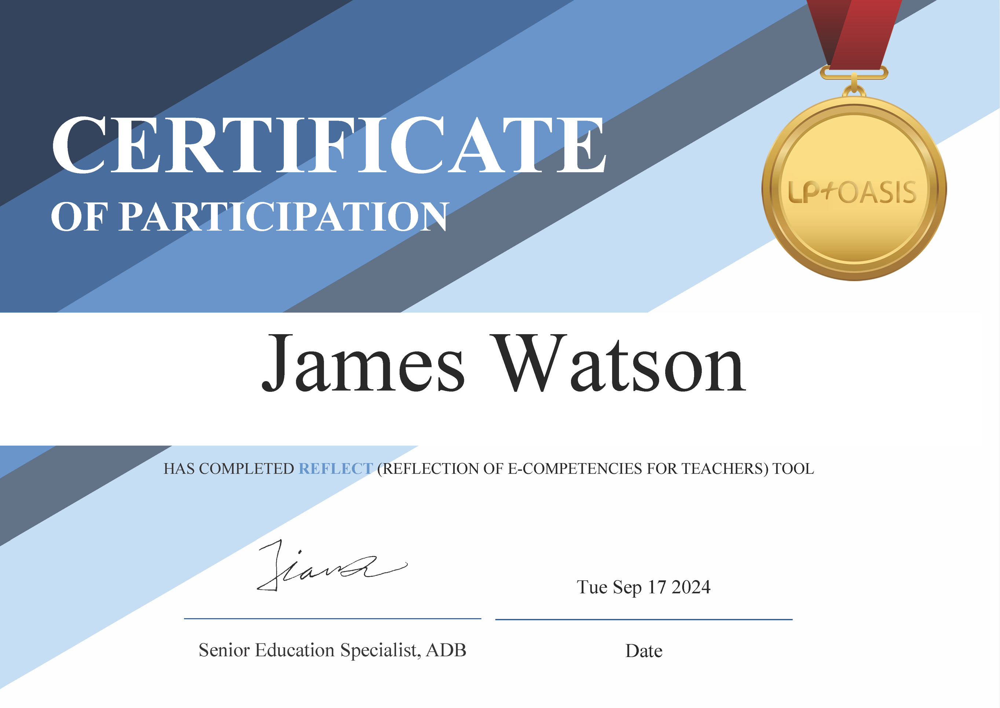 CERTIFICATE
OF PARTICIPATION
LP+OASIS
James Watson
HAS COMPLETED REFLECT (REFLECTION OF E-COMPETENCIES FOR TEACHERS) TOOL
Tue Sep 17 2024
Senior Education Specialist, ADB
Date